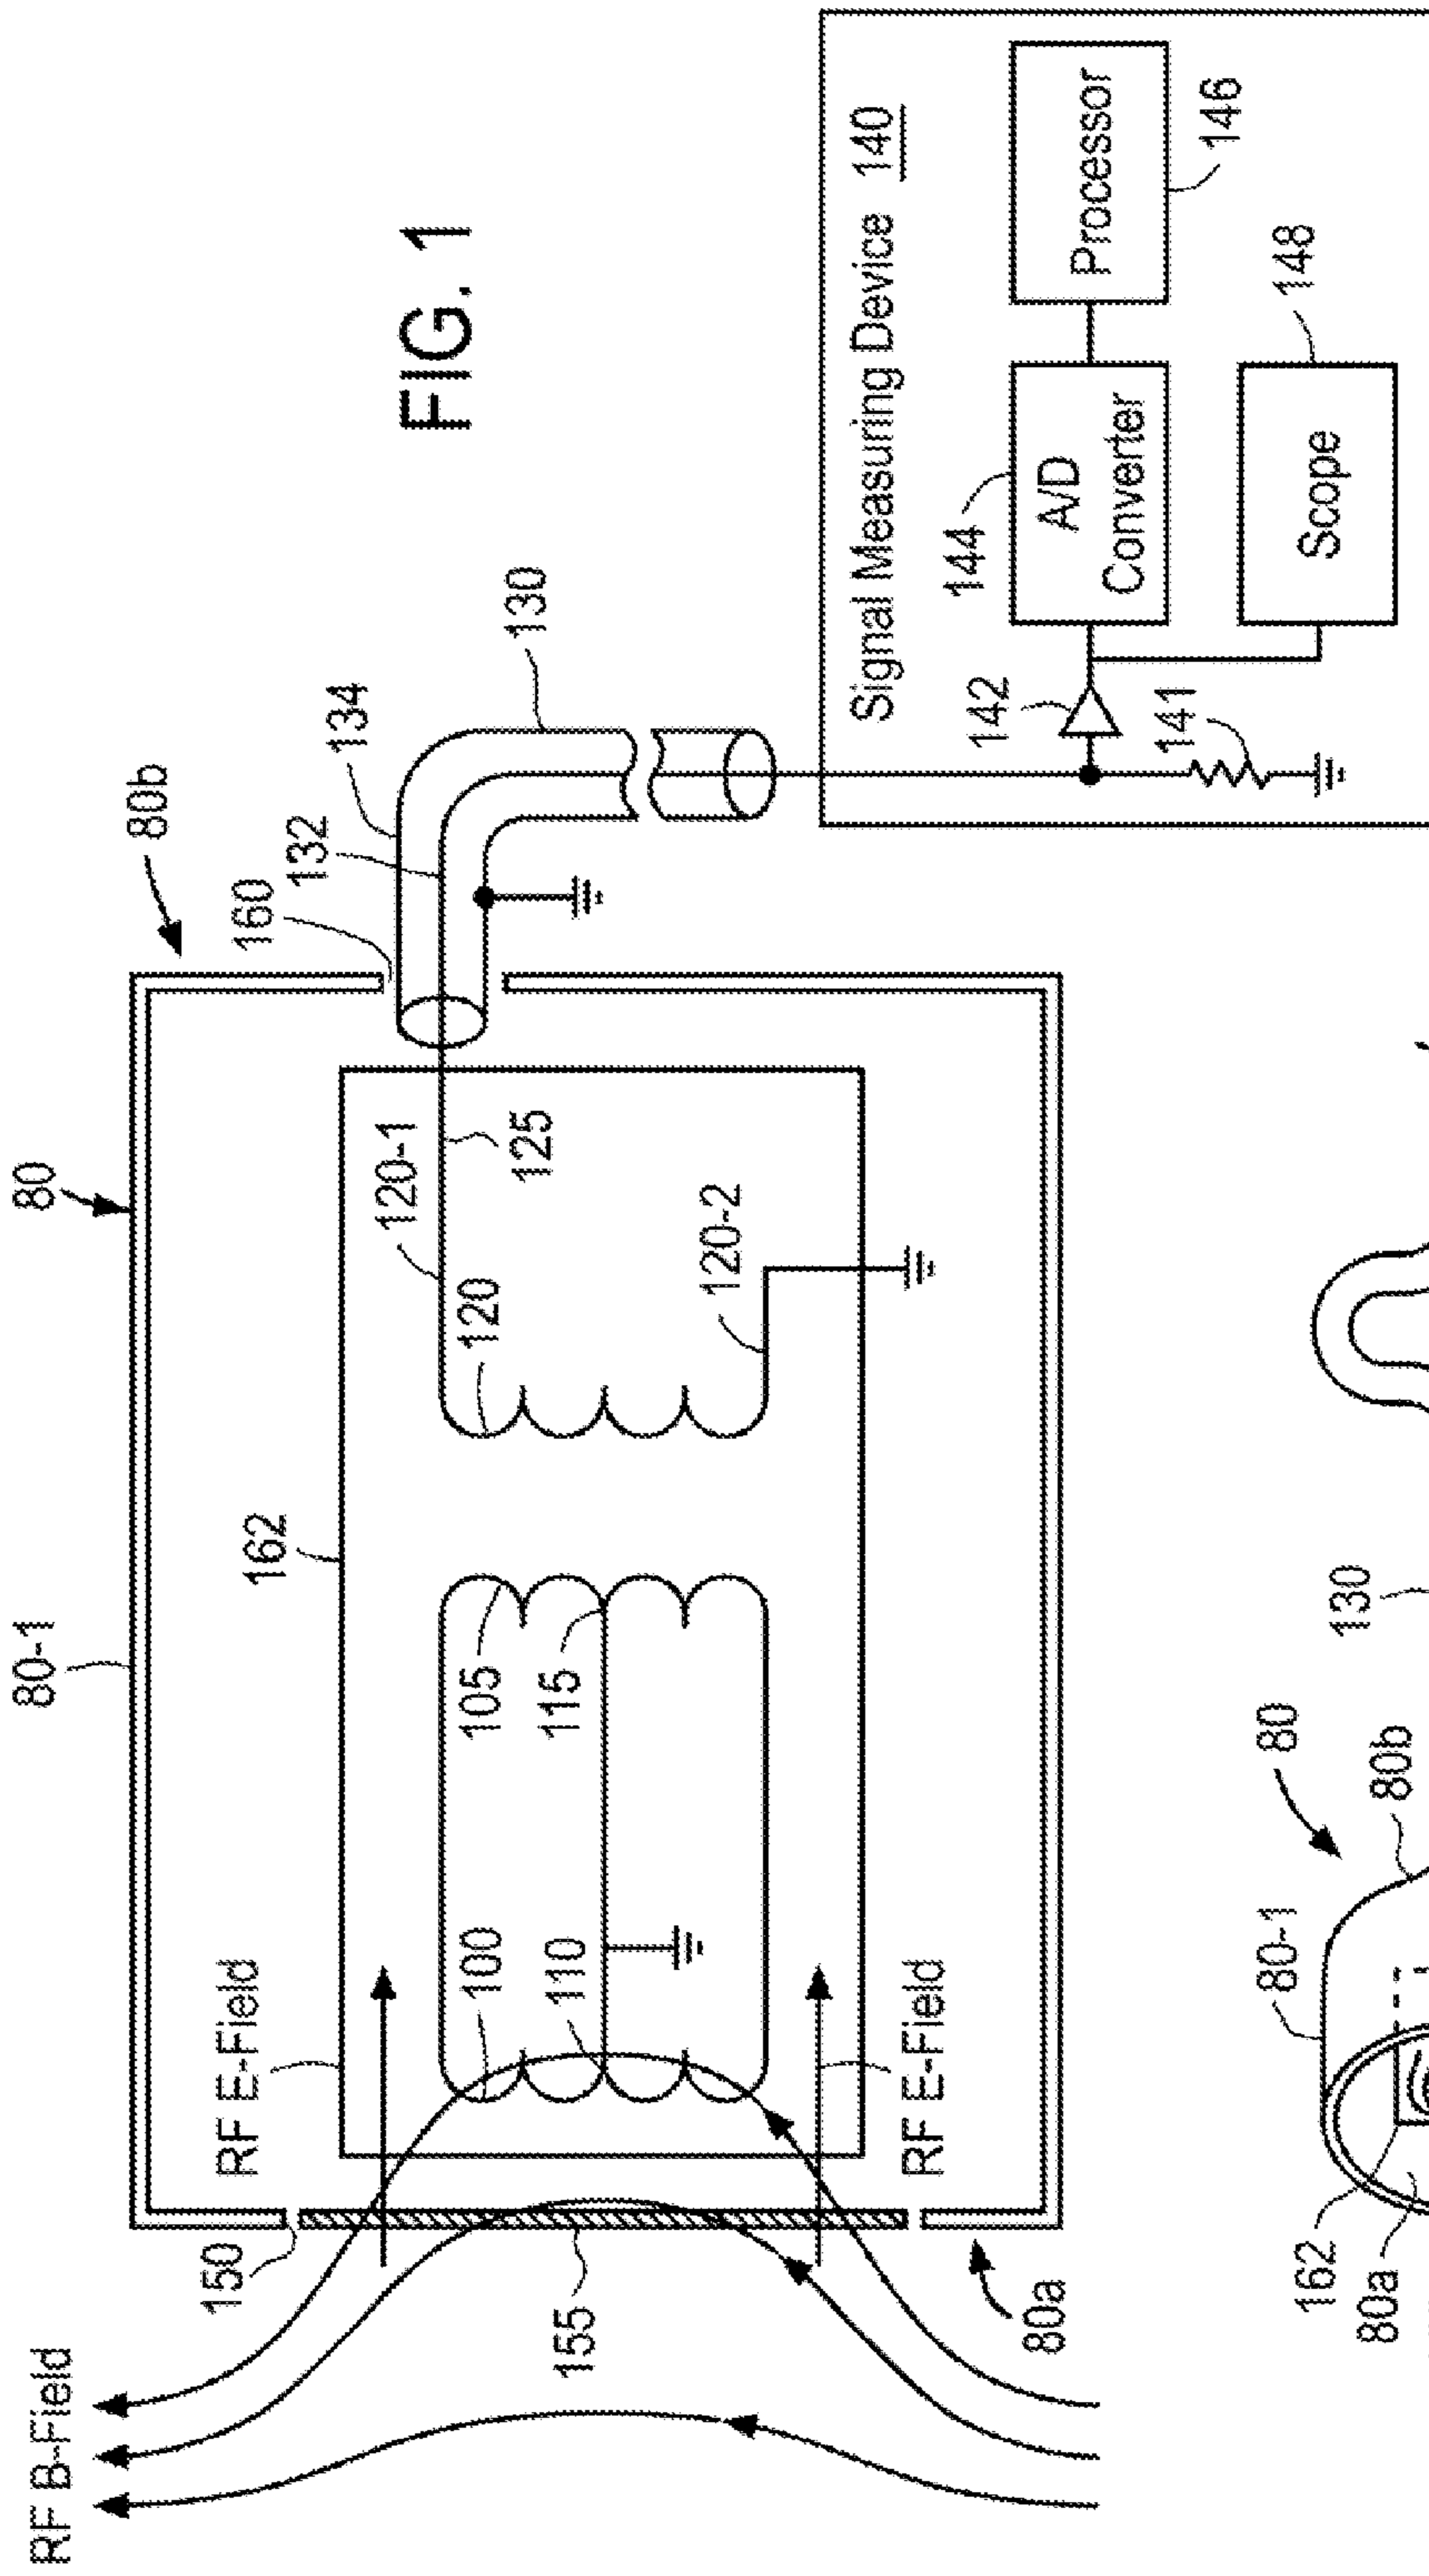 FIG. 1
80
80-1
80b
160
134
132
130
162
120-1
125
120
120-2
105
115
RF E-Field
100
110
RF E-Field
150
155
80a
RF B-Field
Signal Measuring Device 140
142
144
A/D
Converter
Processor
146
Scope
148
141
130
80
80b
80-1
162
80a